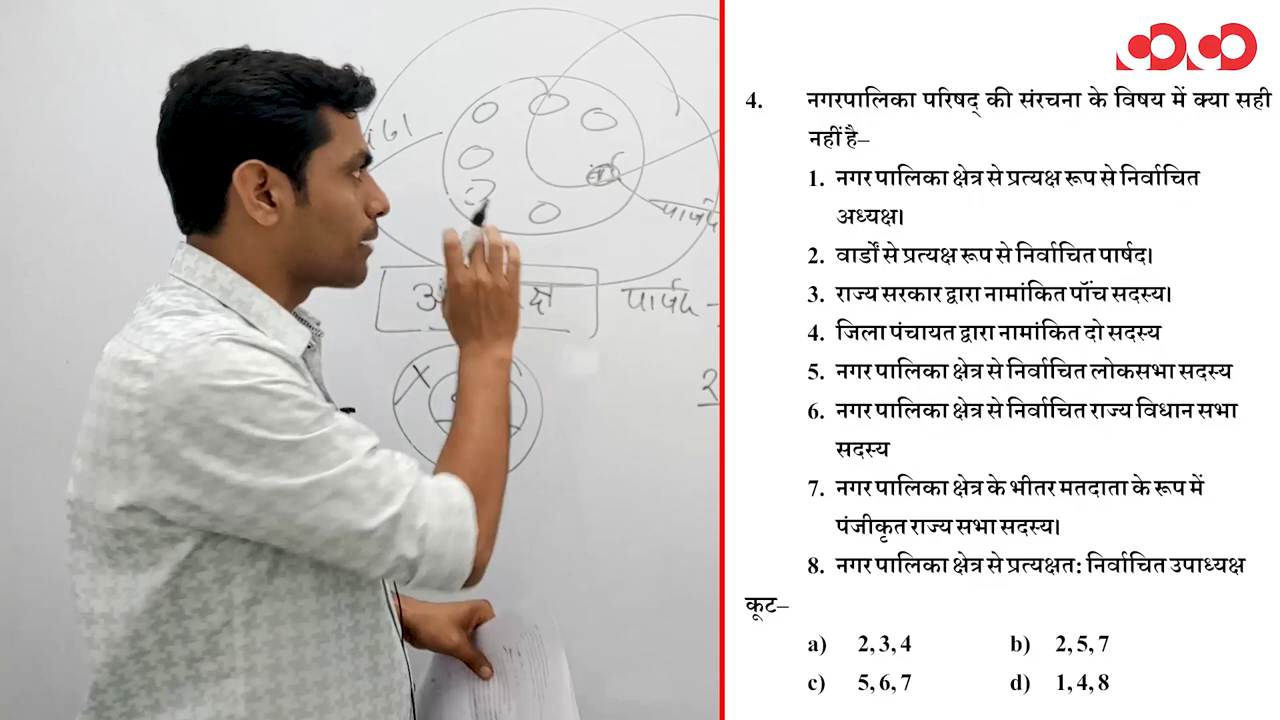 4. नगरपालिका परिषद् की संरचना के विषय में क्या सही
नहीं है–
1. नगर पालिका क्षेत्र से प्रत्यक्ष रूप से निर्वाचित
अध्यक्ष।
2. वार्डों से प्रत्यक्ष रूप से निर्वाचित पार्षद।
3. राज्य सरकार द्वारा नामांकित पॉंच सदस्य।
4. जिला पंचायत द्वारा नामांकित दो सदस्य
5. नगर पालिका क्षेत्र से निर्वाचित लोकसभा सदस्य
6. नगर पालिका क्षेत्र से निर्वाचित राज्य विधान सभा
सदस्य
7. नगर पालिका क्षेत्र के भीतर मतदाता के रूप में
पंजीकृत राज्य सभा सदस्य।
8. नगर पालिका क्षेत्र से प्रत्यक्षत: निर्वाचित उपाध्यक्ष
कूट–
a) 2, 3, 4 b) 2, 5, 7
c) 5, 6, 7 d) 1, 4, 8
पार्षद
पार्षद -